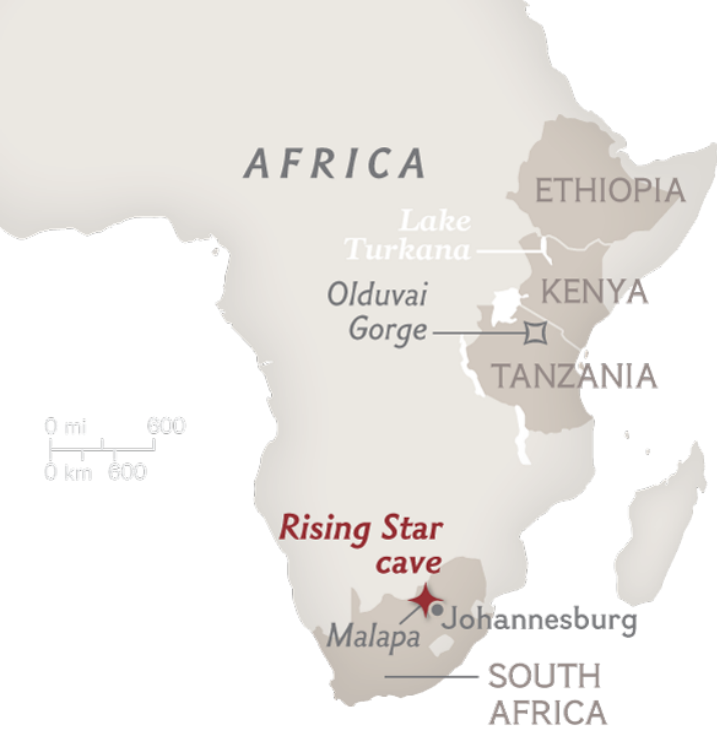 AFRICA
ETHIOPIA
Lake
Turkana
Olduvai
Gorge
KENYA
TANZANIA
0 mi 600
0 km 600
Rising Star
cave
Johannesburg
Malapa
SOUTH
AFRICA